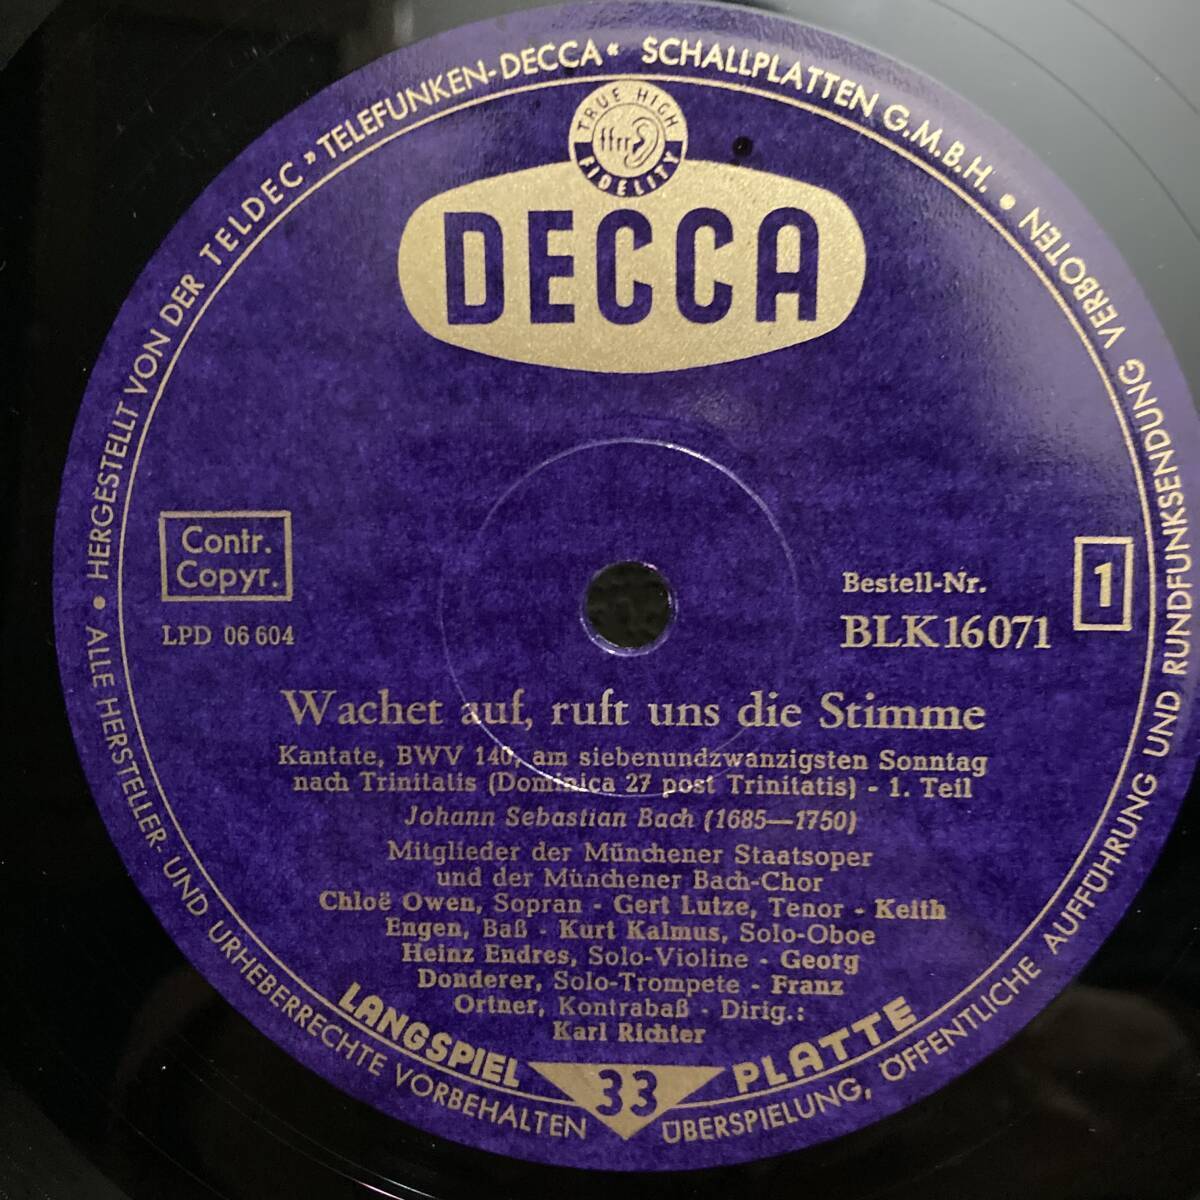 HERGESTELLT VON DER TELDEC »TELEFUNKEN-DECCA« SCHALLPLATTEN G.M.B.H. • VERBOTEN
TRUE HIGH
ffrr
FIDELITY
DECCA
Contr.
Copyr.
LPD 06 604
Bestell-Nr.
BLK 16071
1
Wachet auf, ruft uns die Stimme
Kantate, BWV 140, am siebenundzwanzigsten Sonntag
nach Trinitatis (Dominica 27 post Trinitatis) - 1. Teil
Johann Sebastian Bach (1685—1750)
Mitglieder der Münchener Staatsoper
und der Münchener Bach-Chor
Chloë Owen, Sopran - Gert Lutze, Tenor - Keith
Engen, Baß - Kurt Kalmus, Solo-Oboe
Heinz Endres, Solo-Violine - Georg
Donderer, Solo-Trompete - Franz
Ortner, Kontrabaß - Dirig.:
Karl Richter
LANGSPIEL 33 PLATTE
• ALLE HERSTELLER- UND URHEBERRECHTE VORBEHALTEN
ÜBERSPIELUNG, ÖFFENTLICHE AUFFÜHRUNG UND RUNDFUNKSENDUNG